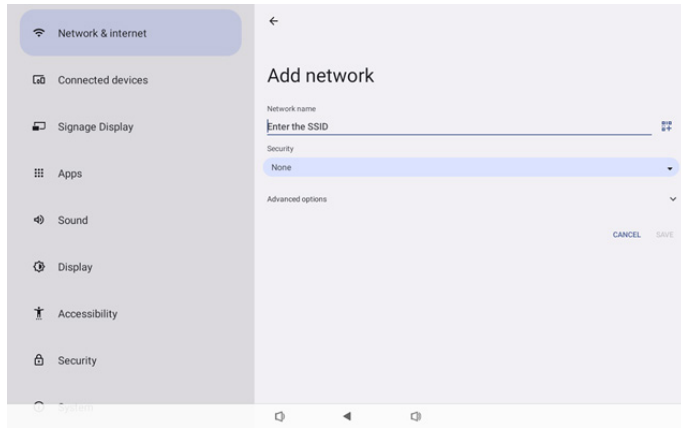 Network & internet
Connected devices
Signage Display
Apps
Sound
Display
Accessibility
Security
System
Add network
Network name
Enter the SSID
Security
None
Advanced options
CANCEL SAVE